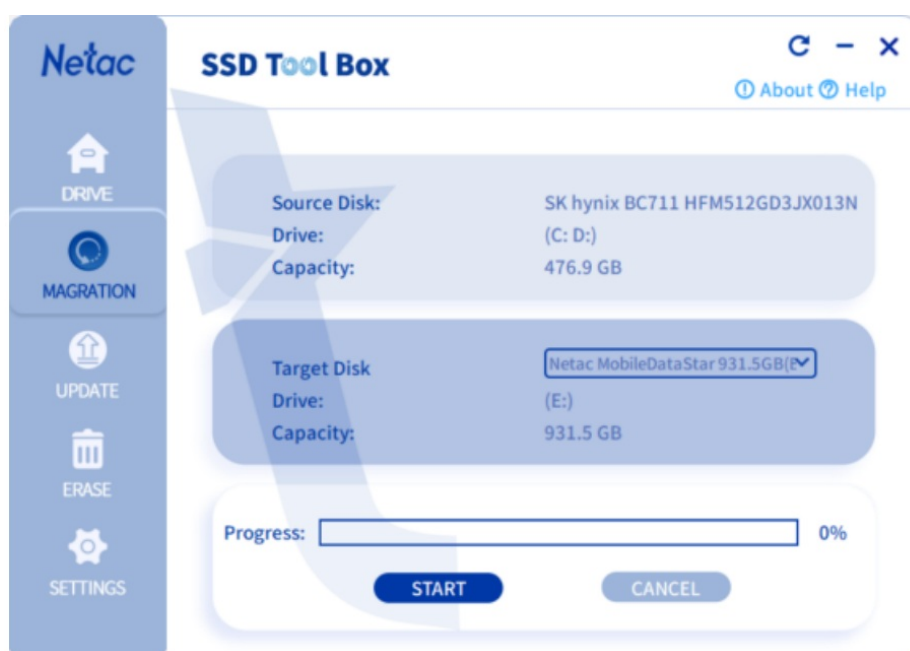 Netac
SSD Tool Box
About Help
DRIVE
MAGRATION
UPDATE
ERASE
SETTINGS
Source Disk: SK hynix BC711 HFM512GD3JX013N
Drive: (C: D:)
Capacity: 476.9 GB
Target Disk Netac MobileDataStar 931.5GB(E
Drive: (E:)
Capacity: 931.5 GB
Progress: 0%
START CANCEL